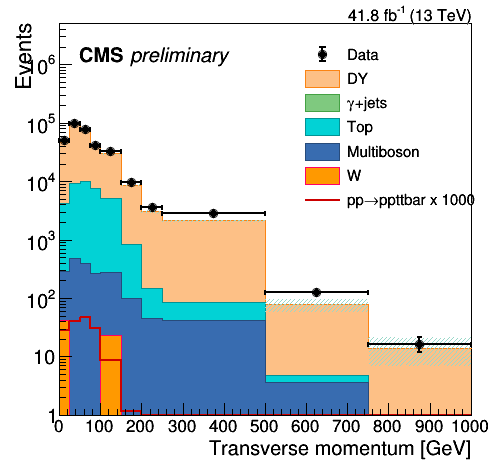 41.8 fb⁻¹ (13 TeV)
CMS preliminary
Events
Data
DY
γ+jets
Top
Multiboson
W
pp→ppttbar x 1000
10⁶
10⁵
10⁴
10³
10²
10
1
0 100 200 300 400 500 600 700 800 900 1000
Transverse momentum [GeV]